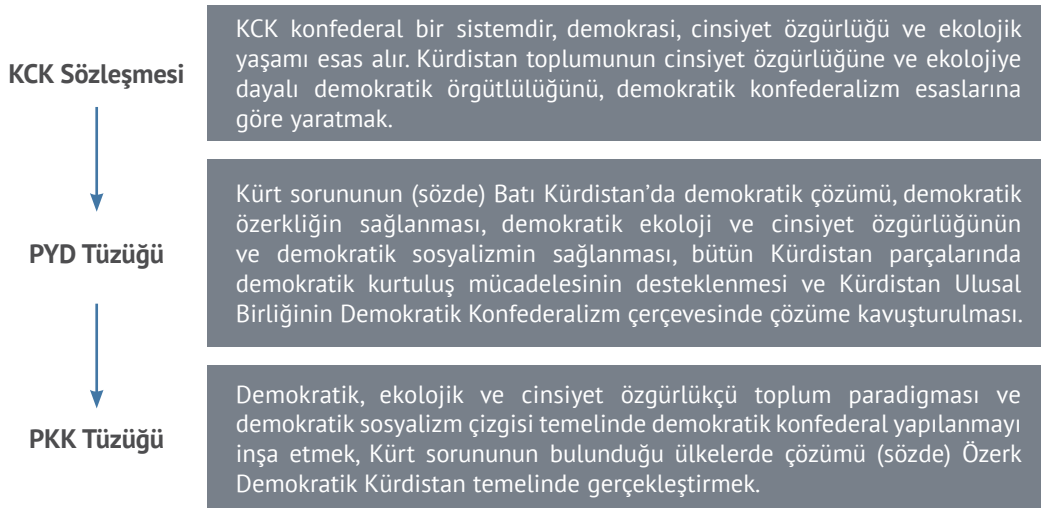 KCK Sözleşmesi
KCK konfederal bir sistemdir, demokrasi, cinsiyet özgürlüğü ve ekolojik
yaşamı esas alır. Kürdistan toplumunun cinsiyet özgürlüğüne ve ekolojiye
dayalı demokratik örgütlülüğünü, demokratik konfederalizm esaslarına
göre yaratmak.
PYD Tüzüğü
Kürt sorununun (sözde) Batı Kürdistan’da demokratik çözümü, demokratik
özerkliğin sağlanması, demokratik ekoloji ve cinsiyet özgürlüğünün
ve demokratik sosyalizmin sağlanması, bütün Kürdistan parçalarında
demokratik kurtuluş mücadelesinin desteklenmesi ve Kürdistan Ulusal
Birliğinin Demokratik Konfederalizm çerçevesinde çözüme kavuşturulması.
PKK Tüzüğü
Demokratik, ekolojik ve cinsiyet özgürlükçü toplum paradigması ve
demokratik sosyalizm çizgisi temelinde demokratik konfederal yapılanmayı
inşa etmek, Kürt sorununun bulunduğu ülkelerde çözümü (sözde) Özerk
Demokratik Kürdistan temelinde gerçekleştirmek.